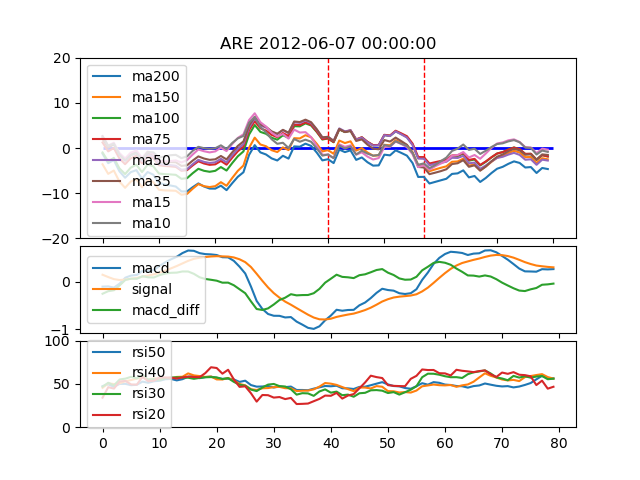 ARE 2012-06-07 00:00:00
20
10
0
−10
−20
ma200
ma150
ma100
ma75
ma50
ma35
ma15
ma10
0
−1
macd
signal
macd_diff
100
50
0
rsi50
rsi40
rsi30
rsi20
0 10 20 30 40 50 60 70 80